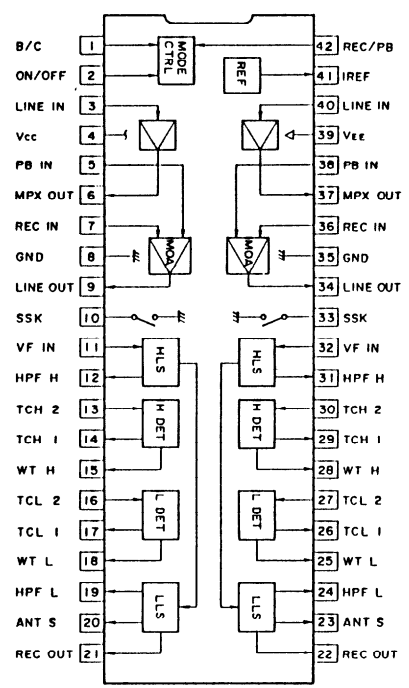 B/C 1 MODE CTRL 42 REC/PB
ON/OFF 2 REF 41 IREF
LINE IN 3 40 LINE IN
Vcc 4 39 VEE
PB IN 5 38 PB IN
MPX OUT 6 37 MPX OUT
REC IN 7 36 REC IN
GND 8 MOA MOA 35 GND
LINE OUT 9 34 LINE OUT
SSK 10 33 SSK
VF IN 11 HLS HLS 32 VF IN
HPF H 12 31 HPF H
TCH 2 13 H DET H DET 30 TCH 2
TCH 1 14 29 TCH 1
WT H 15 28 WT H
TCL 2 16 L DET L DET 27 TCL 2
TCL 1 17 26 TCL 1
WT L 18 25 WT L
HPF L 19 LLS LLS 24 HPF L
ANT S 20 23 ANT S
REC OUT 21 22 REC OUT